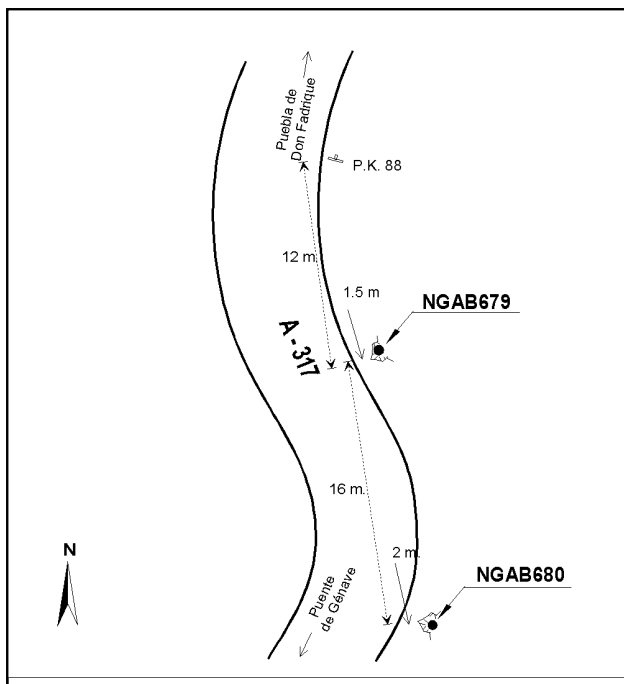 Puebla de
Don Fadrique
P.K. 88
12 m.
1.5 m
NGAB679
A - 317
16 m.
2 m.
NGAB680
N
Puente
de Génave